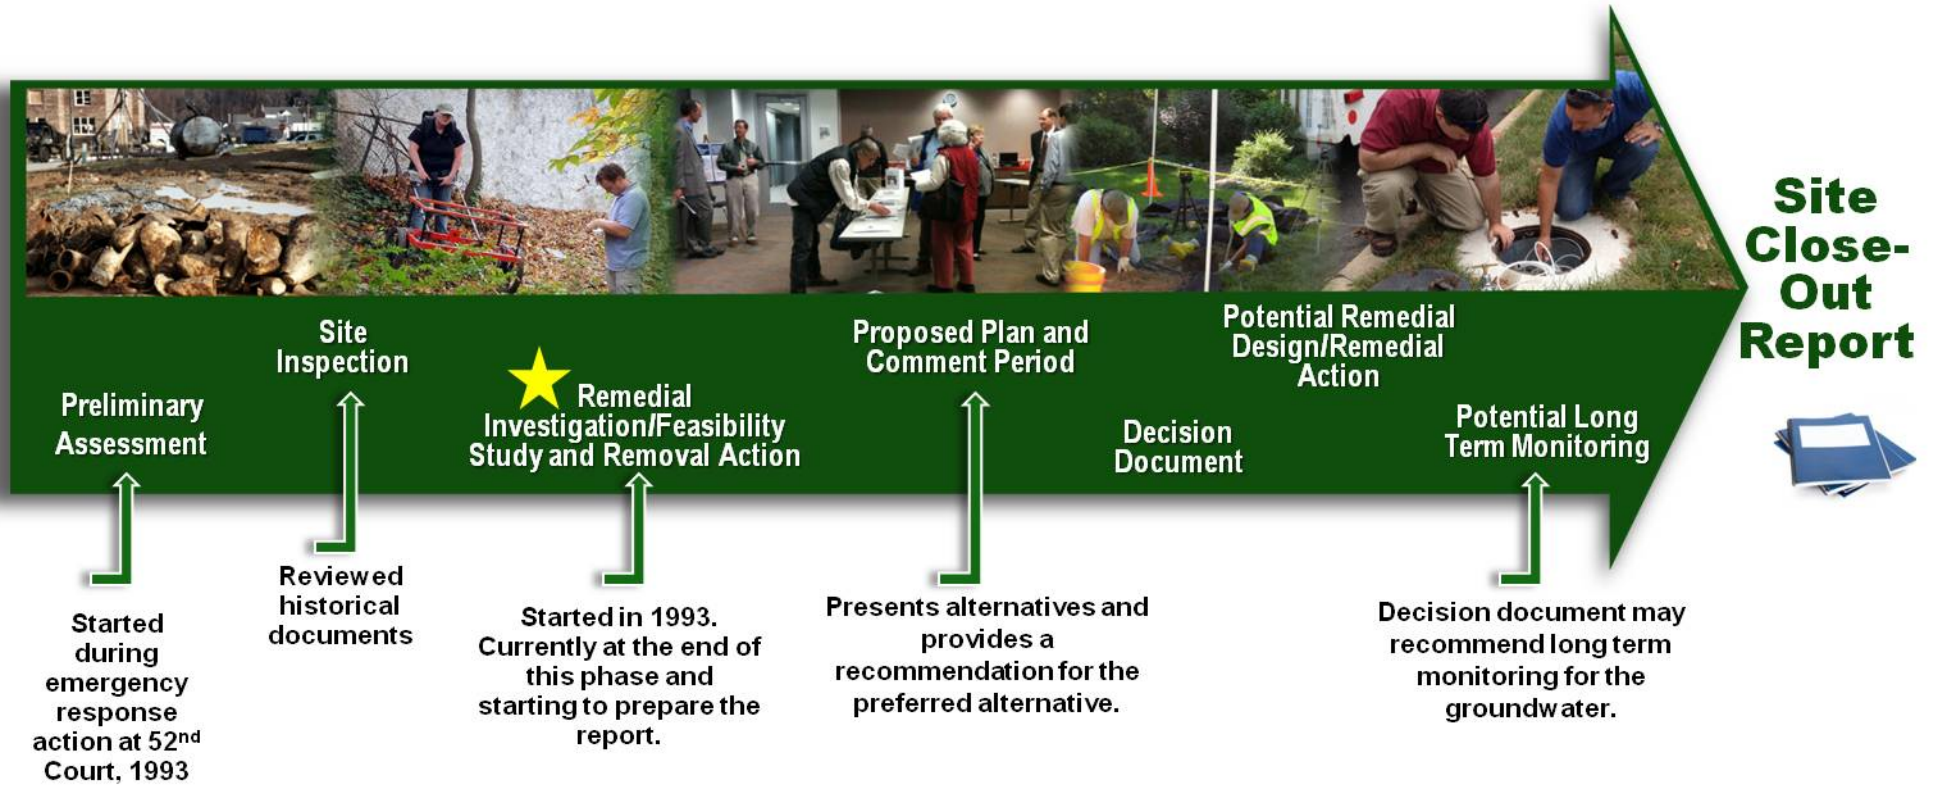 Preliminary
Assessment
Site
Inspection
Remedial
Investigation/Feasibility
Study and Removal Action
Proposed Plan and
Comment Period
Decision
Document
Potential Remedial
Design/Remedial
Action
Potential Long
Term Monitoring
Site
Close-
Out
Report
Started
during
emergency
response
action at 52nd
Court, 1993
Reviewed
historical
documents
Started in 1993.
Currently at the end of
this phase and
starting to prepare the
report.
Presents alternatives and
provides a
recommendation for the
preferred alternative.
Decision document may
recommend long term
monitoring for the
groundwater.